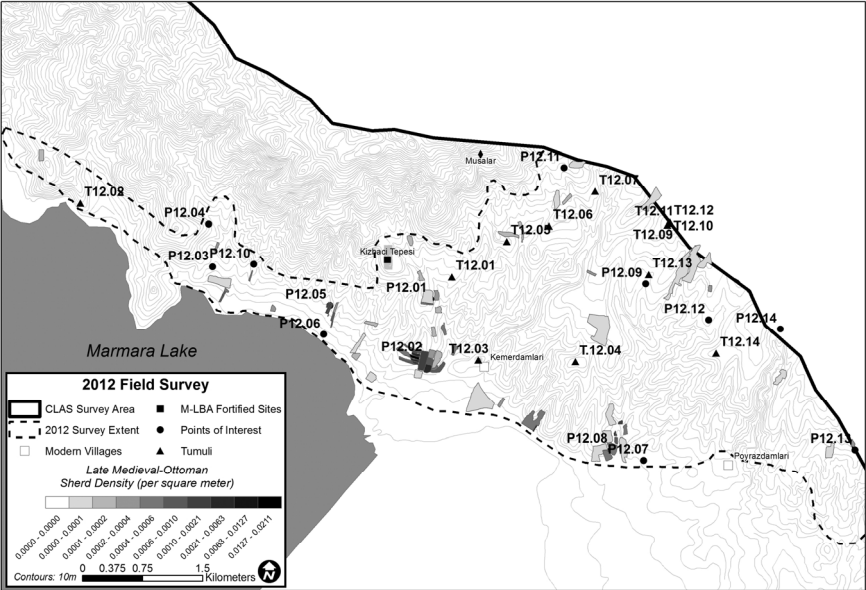 P12.11
Musalar
T12.07
T12.02
T12.11 T12.12
P12.04
T12.06
T12.10
T12.05
T12.09
Kizbaci Tepesi
P12.03 P12.10
T12.13
T12.01
P12.09
P12.01
P12.05
P12.12
P12.14
P12.06
Marmara Lake
P12.02
T12.03
T.12.04
T12.14
Kemerdamlari
P12.08
P12.07
P12.13
Poyrazdamlari
2012 Field Survey
CLAS Survey Area
M-LBA Fortified Sites
2012 Survey Extent
Points of Interest
Modern Villages
Tumuli
Late Medieval-Ottoman
Sherd Density (per square meter)
0.0000 - 0.0000
0.0000 - 0.0001
0.0001 - 0.0002
0.0002 - 0.0004
0.0004 - 0.0006
0.0006 - 0.0010
0.0010 - 0.0021
0.0021 - 0.0063
0.0063 - 0.0127
0.0127 - 0.0211
Contours: 10m
0 0.375 0.75 1.5
Kilometers
N